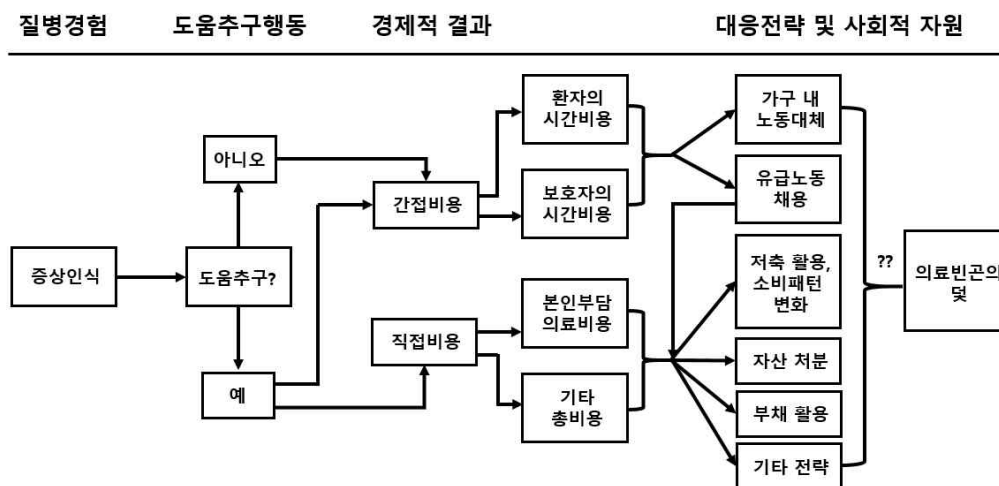 질병경험 도움추구행동 경제적 결과 대응전략 및 사회적 자원
증상인식
도움추구?
아니오
예
간접비용
직접비용
환자의
시간비용
보호자의
시간비용
본인부담
의료비용
기타
총비용
가구 내
노동대체
유급노동
채용
저축 활용,
소비패턴
변화
자산 처분
부채 활용
기타 전략
??
의료빈곤의
덫